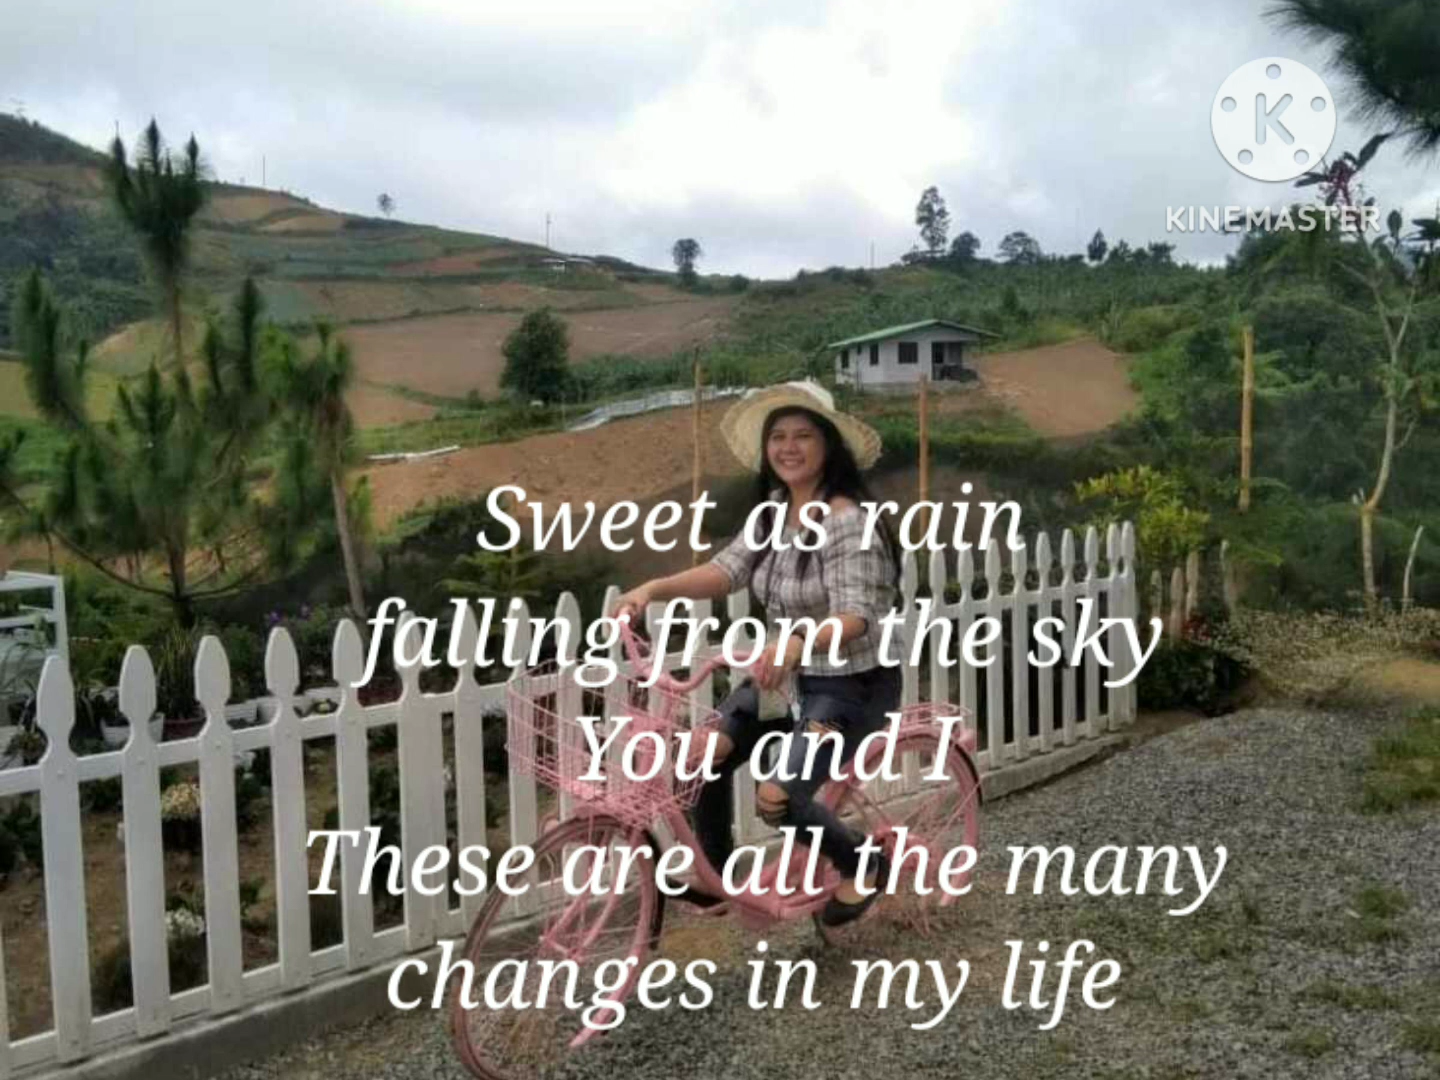 K
KINEMASTER
Sweet as rain
falling from the sky
You and I
These are all the many
changes in my life